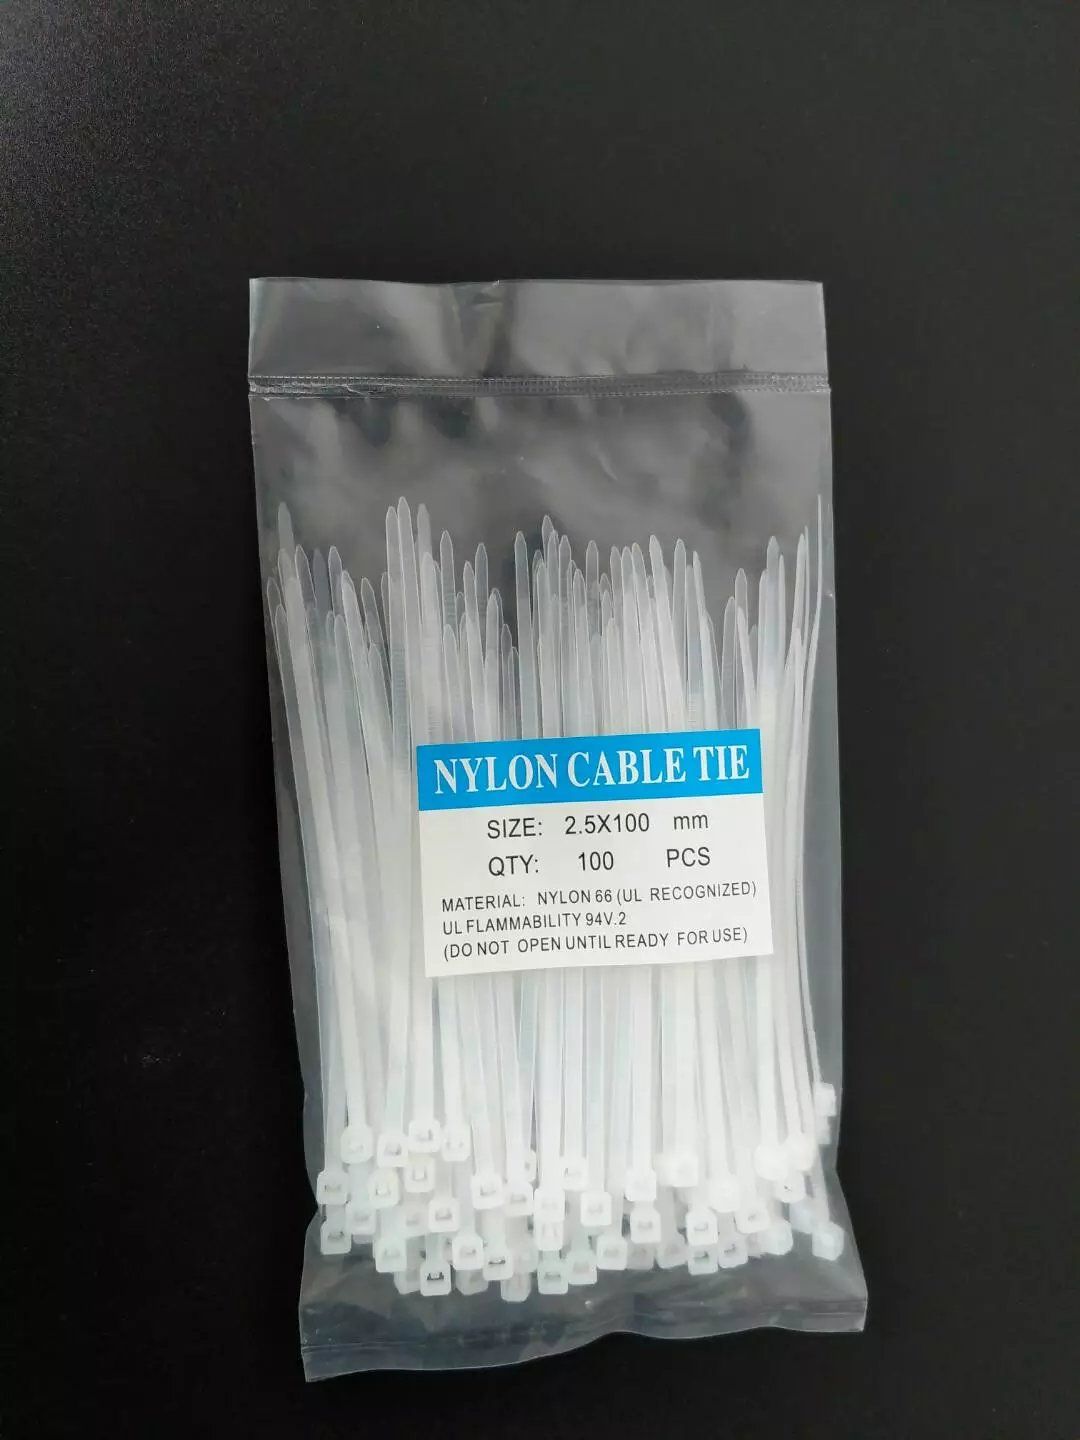 NYLON CABLE TIE
SIZE: 2.5X100 mm
QTY: 100 PCS
MATERIAL: NYLON 66 (UL RECOGNIZED)
UL FLAMMABILITY 94V.2
(DO NOT OPEN UNTIL READY FOR USE)